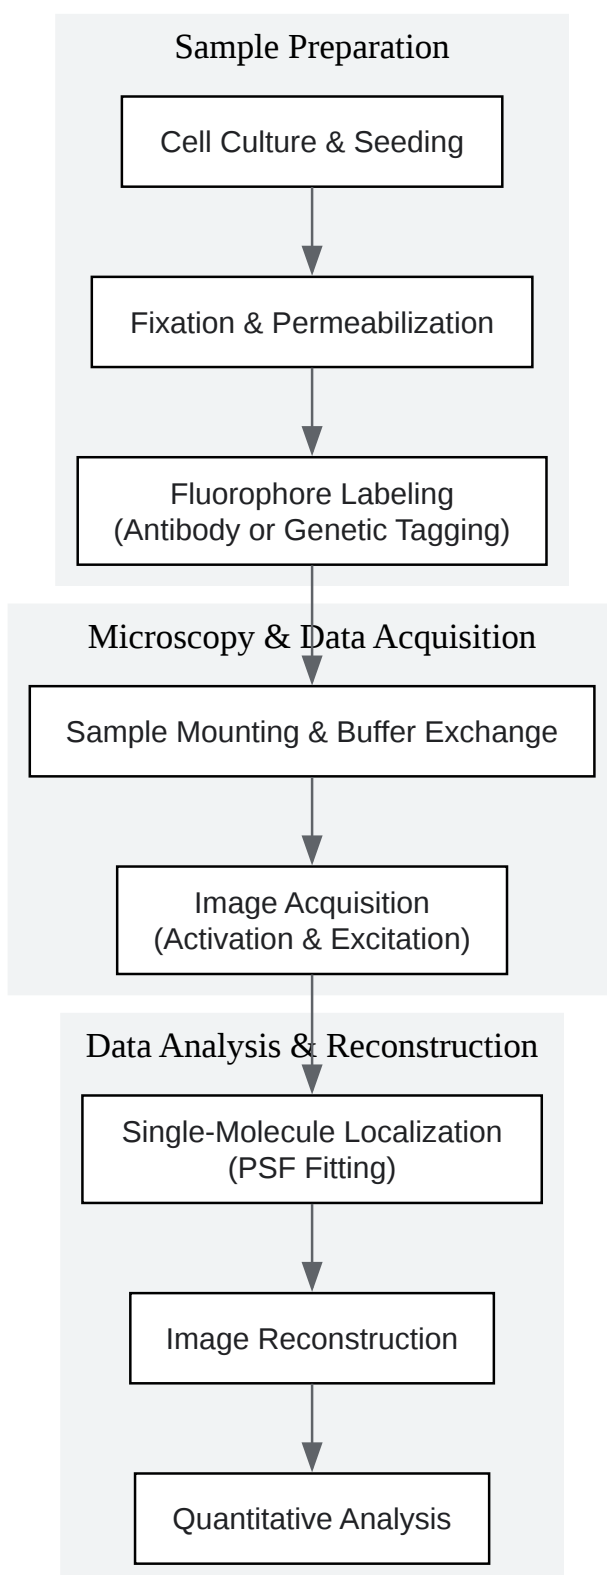 Sample Preparation
Cell Culture & Seeding
Fixation & Permeabilization
Fluorophore Labeling
(Antibody or Genetic Tagging)
Microscopy & Data Acquisition
Sample Mounting & Buffer Exchange
Image Acquisition
(Activation & Excitation)
Data Analysis & Reconstruction
Single-Molecule Localization
(PSF Fitting)
Image Reconstruction
Quantitative Analysis